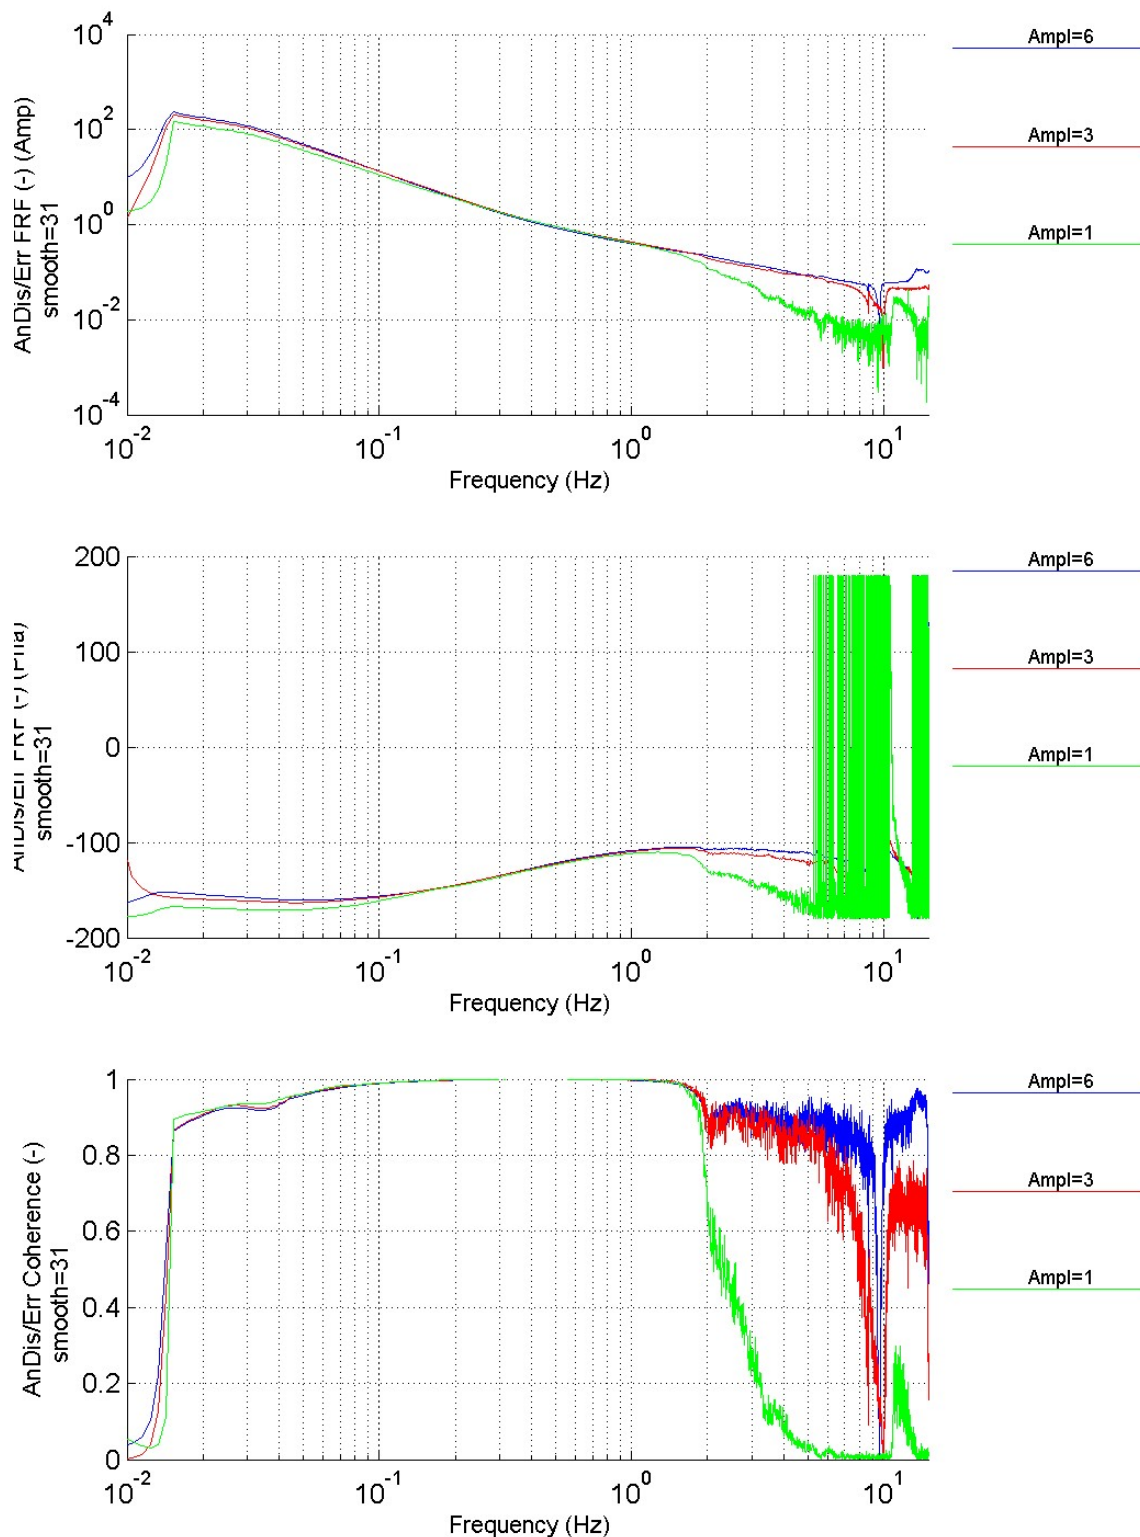 10^4
10^2
10^0
10^-2
10^-4
AnDis/Err FRF (-) (Amp)
smooth=31
10^-2
10^-1
10^0
10^1
Frequency (Hz)
Ampl=6
Ampl=3
Ampl=1
200
100
0
-100
-200
FRF (-)
smooth=31
10^-2
10^-1
10^0
10^1
Frequency (Hz)
Ampl=6
Ampl=3
Ampl=1
1
0.8
0.6
0.4
0.2
0
AnDis/Err Coherence (-)
smooth=31
10^-2
10^-1
10^0
10^1
Frequency (Hz)
Ampl=6
Ampl=3
Ampl=1